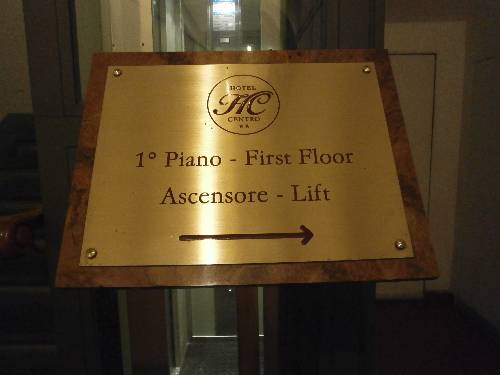 HOTEL
HC
CENTRO
1° Piano - First Floor
Ascensore - Lift